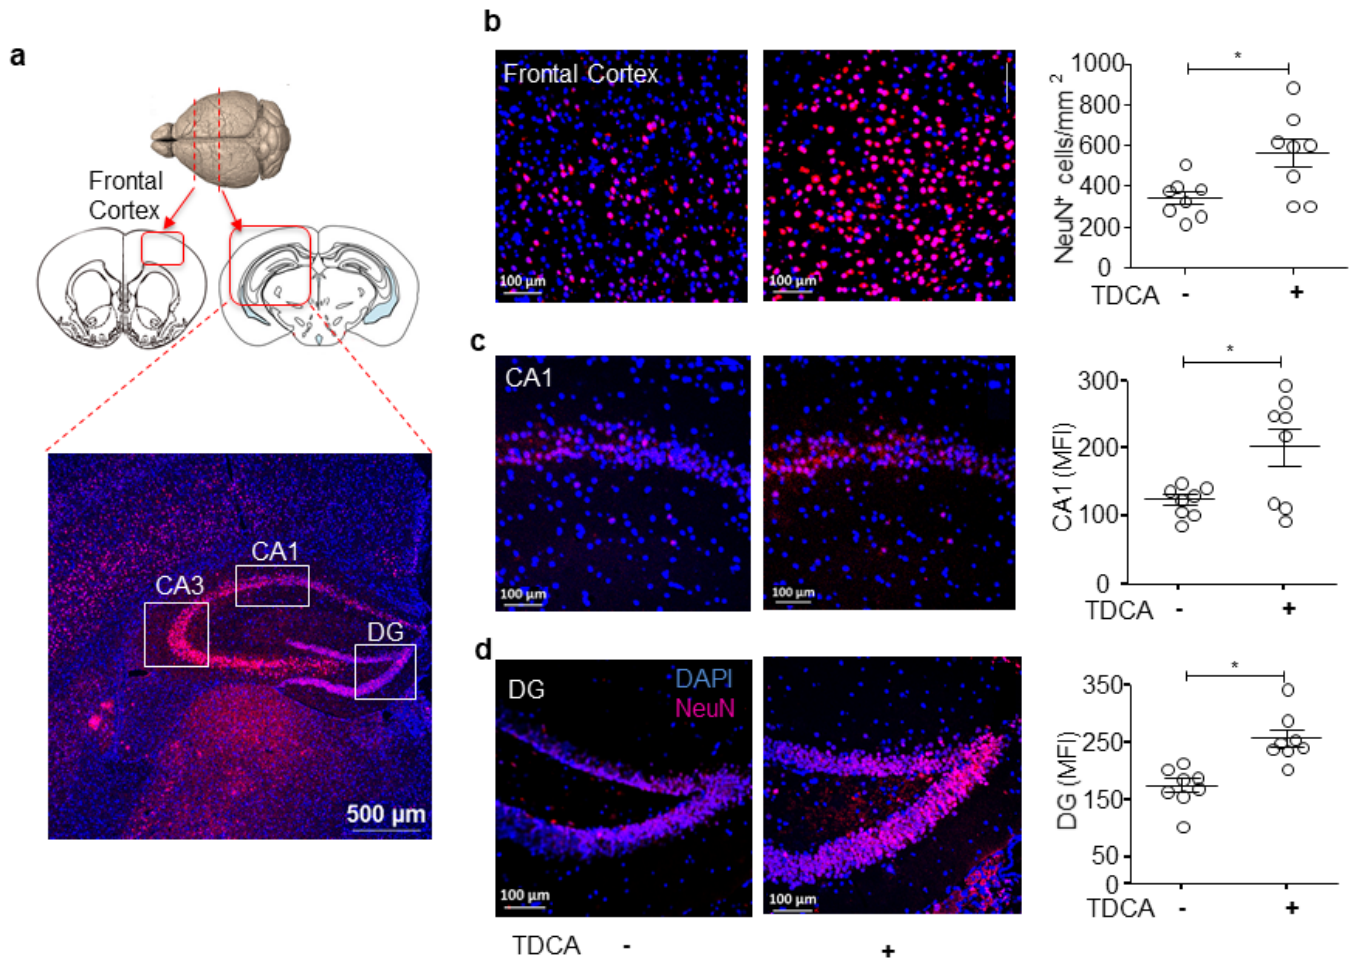 a
Frontal
Cortex
CA1
CA3
DG
500 µm
b
Frontal Cortex
100 µm
100 µm
NeuN⁺ cells/mm²
1000
800
600
400
200
0
*
TDCA - +
c
CA1
100 µm
100 µm
CA1 (MFI)
300
200
100
0
*
TDCA - +
d
DG
DAPI
NeuN
100 µm
100 µm
DG (MFI)
350
250
150
50
0
*
TDCA - +
TDCA - +